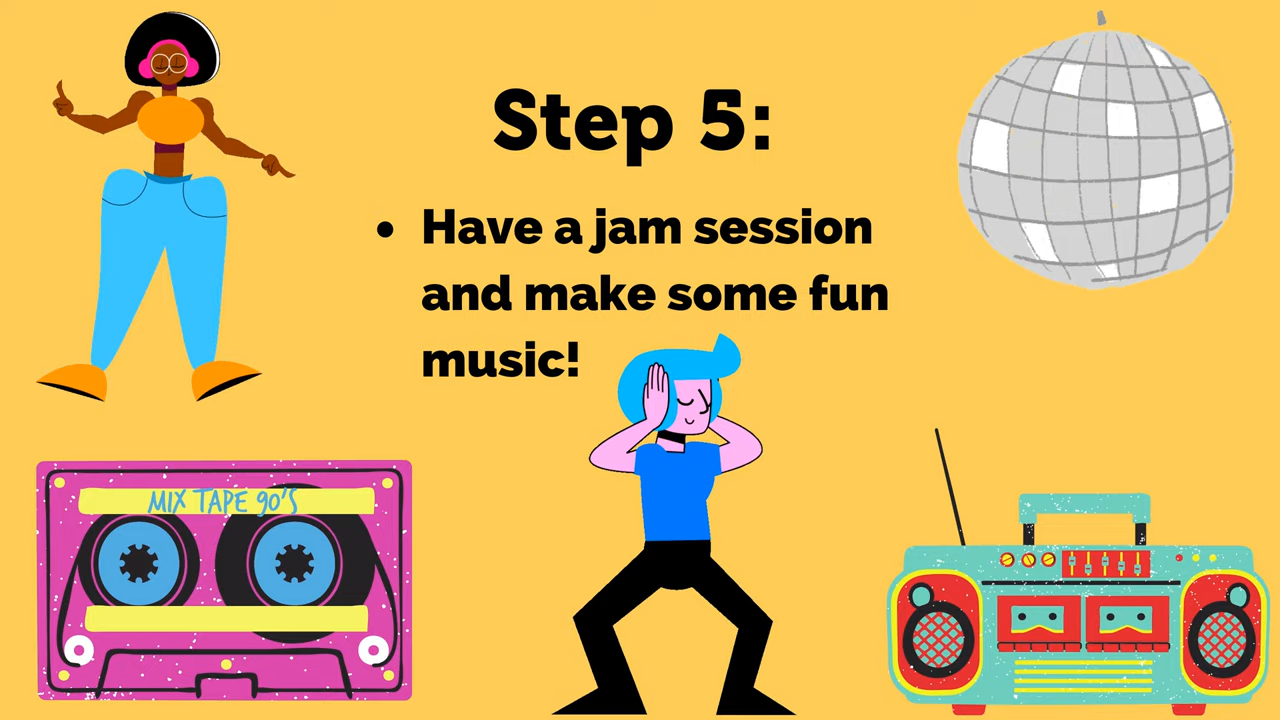 Step 5:
• Have a jam session
and make some fun
music!
MIX TAPE 90'S